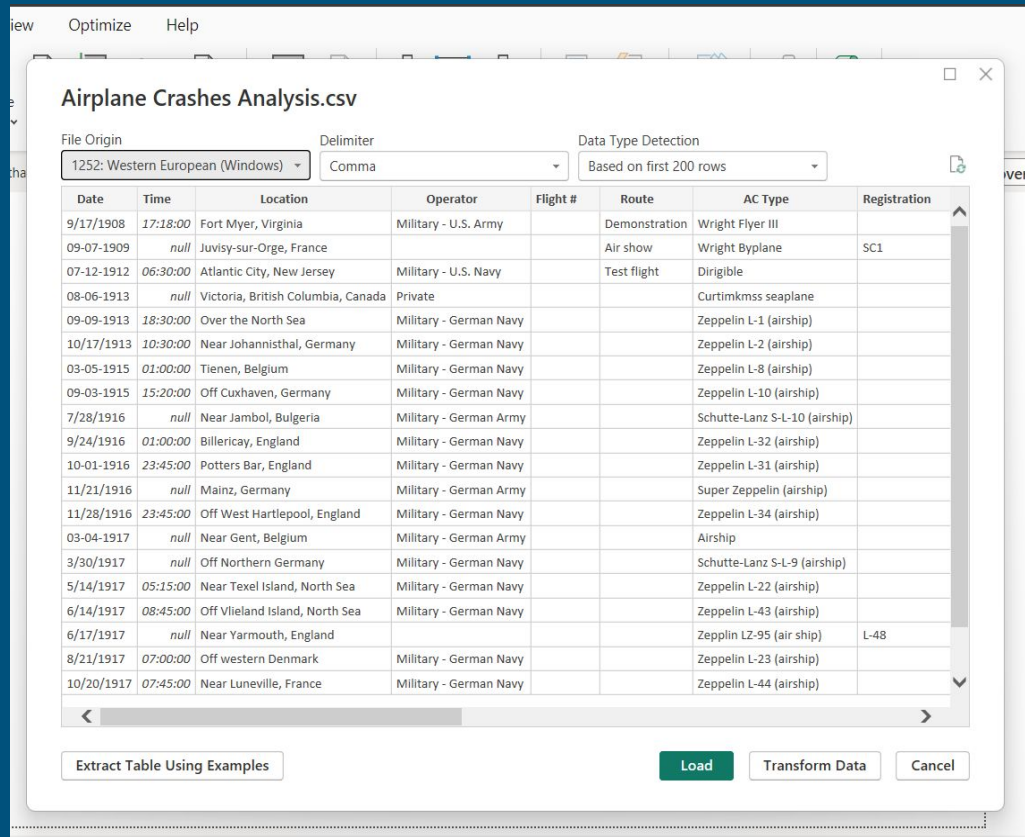 iew Optimize Help
Airplane Crashes Analysis.csv
File Origin Delimiter Data Type Detection
1252: Western European (Windows) Comma Based on first 200 rows
Date Time Location Operator Flight # Route AC Type Registration
9/17/1908 17:18:00 Fort Myer, Virginia Military - U.S. Army Demonstration Wright Flyer III
09-07-1909 null Juvisy-sur-Orge, France Air show Wright Byplane SC1
07-12-1912 06:30:00 Atlantic City, New Jersey Military - U.S. Navy Test flight Dirigible
08-06-1913 null Victoria, British Columbia, Canada Private Curtimkmss seaplane
09-09-1913 18:30:00 Over the North Sea Military - German Navy Zeppelin L-1 (airship)
10/17/1913 10:30:00 Near Johannisthal, Germany Military - German Navy Zeppelin L-2 (airship)
03-05-1915 01:00:00 Tienen, Belgium Military - German Navy Zeppelin L-8 (airship)
09-03-1915 15:20:00 Off Cuxhaven, Germany Military - German Navy Zeppelin L-10 (airship)
7/28/1916 null Near Jambol, Bulgeria Military - German Army Schutte-Lanz S-L-10 (airship)
9/24/1916 01:00:00 Billericay, England Military - German Navy Zeppelin L-32 (airship)
10-01-1916 23:45:00 Potters Bar, England Military - German Navy Zeppelin L-31 (airship)
11/21/1916 null Mainz, Germany Military - German Army Super Zeppelin (airship)
11/28/1916 23:45:00 Off West Hartlepool, England Military - German Navy Zeppelin L-34 (airship)
03-04-1917 null Near Gent, Belgium Military - German Army Airship
3/30/1917 null Off Northern Germany Military - German Navy Schutte-Lanz S-L-9 (airship)
5/14/1917 05:15:00 Near Texel Island, North Sea Military - German Navy Zeppelin L-22 (airship)
6/14/1917 08:45:00 Off Vlieland Island, North Sea Military - German Navy Zeppelin L-43 (airship)
6/17/1917 null Near Yarmouth, England Zepplin LZ-95 (air ship) L-48
8/21/1917 07:00:00 Off western Denmark Military - German Navy Zeppelin L-23 (airship)
10/20/1917 07:45:00 Near Luneville, France Military - German Navy Zeppelin L-44 (airship)
Extract Table Using Examples Load Transform Data Cancel